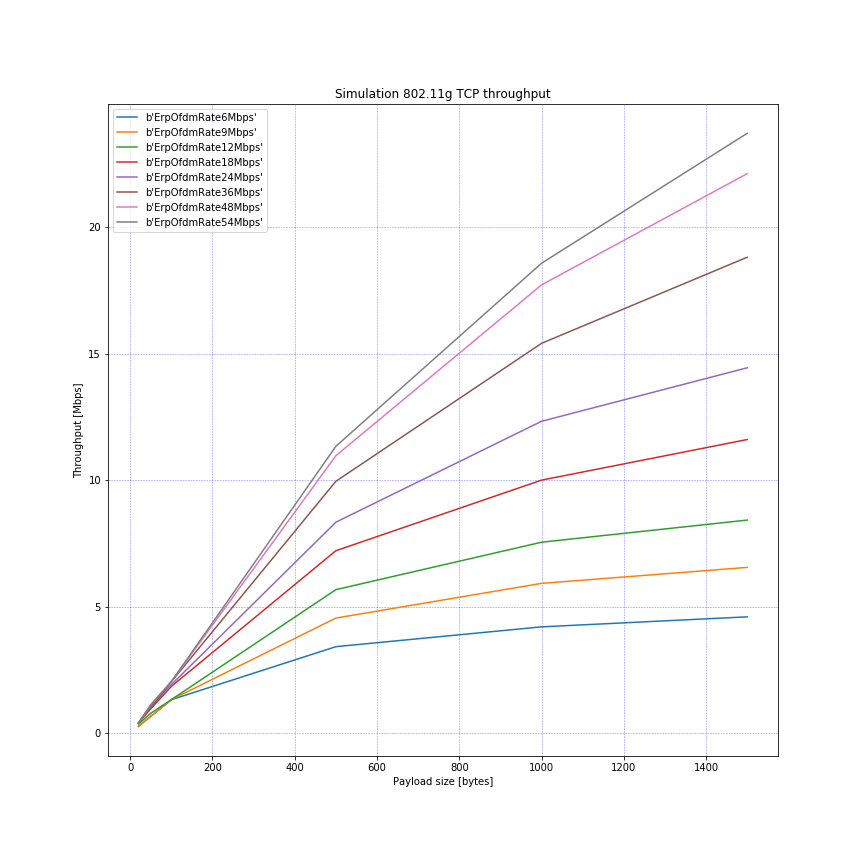 Simulation 802.11g TCP throughput
b'ErpOfdmRate6Mbps'
b'ErpOfdmRate9Mbps'
b'ErpOfdmRate12Mbps'
b'ErpOfdmRate18Mbps'
b'ErpOfdmRate24Mbps'
b'ErpOfdmRate36Mbps'
b'ErpOfdmRate48Mbps'
b'ErpOfdmRate54Mbps'
20
15
10
5
0
Throughput [Mbps]
0 200 400 600 800 1000 1200 1400
Payload size [bytes]